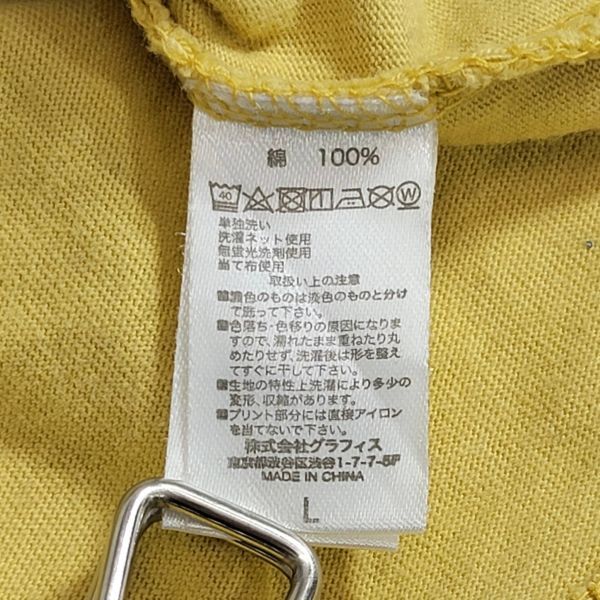 綿 100%
40
W
単独洗い
洗濯ネット使用
無蛍光洗剤使用
当て布使用
取扱い上の注意
■濃色のものは淡色のものと分け
て洗って下さい。
■色落ち・色移りの原因になりま
すので、濡れたまま重ねたり丸
めたりせず、洗濯後は形を整え
てすぐに干して下さい。
■生地の特性上洗濯により多少の
変形、収縮があります。
■プリント部分には直接アイロン
を当てないで下さい。
株式会社グラフィス
東京都渋谷区渋谷1-7-7-5F
MADE IN CHINA
L